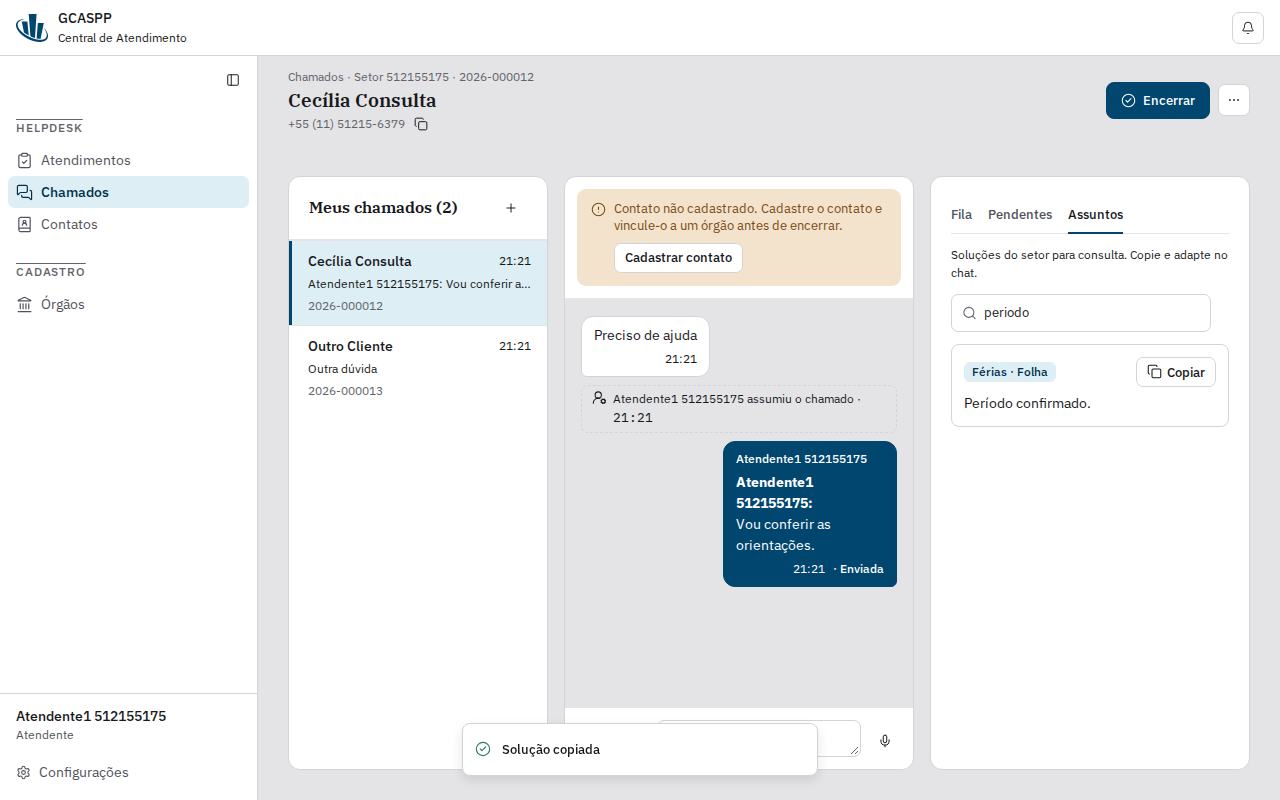 GCASPP
Central de Atendimento
HELPDESK
Atendimentos
Chamados
Contatos
CADASTRO
Órgãos
Atendente1 512155175
Atendente
Configurações
Chamados · Setor 512155175 · 2026-000012
Cecília Consulta
+55 (11) 51215-6379
Encerrar
Meus chamados (2)
Cecília Consulta 21:21
Atendente1 512155175: Vou conferir a...
2026-000012
Outro Cliente 21:21
Outra dúvida
2026-000013
Contato não cadastrado. Cadastre o contato e
vincule-o a um órgão antes de encerrar.
Cadastrar contato
Preciso de ajuda
21:21
Atendente1 512155175 assumiu o chamado ·
21:21
Atendente1 512155175
Atendente1
512155175:
Vou conferir as
orientações.
21:21 · Enviada
Solução copiada
Fila Pendentes Assuntos
Soluções do setor para consulta. Copie e adapte no
chat.
periodo
Férias · Folha Copiar
Período confirmado.